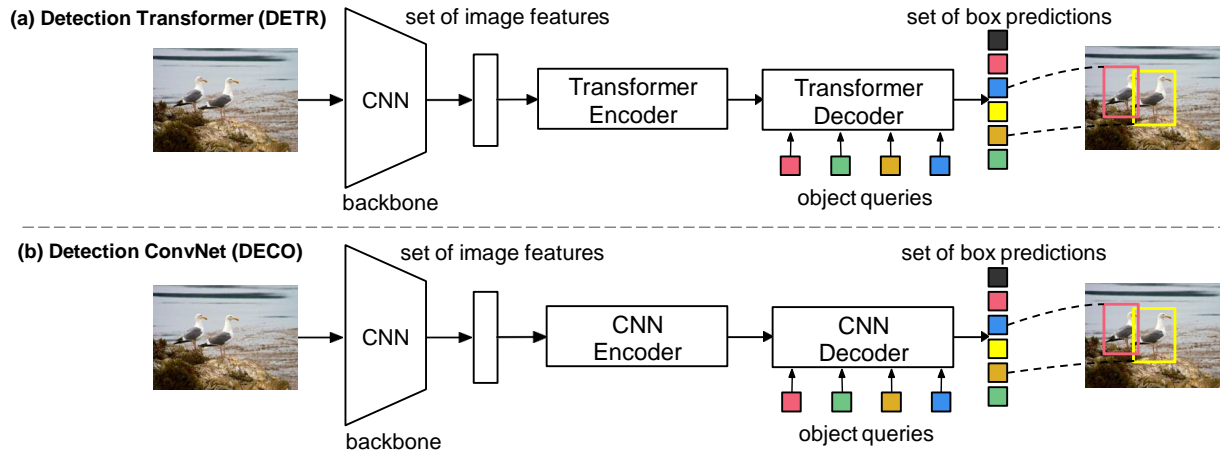 (a) Detection Transformer (DETR)
set of image features
set of box predictions
CNN
Transformer
Encoder
Transformer
Decoder
backbone
object queries
(b) Detection ConvNet (DECO)
set of image features
set of box predictions
CNN
CNN
Encoder
CNN
Decoder
backbone
object queries